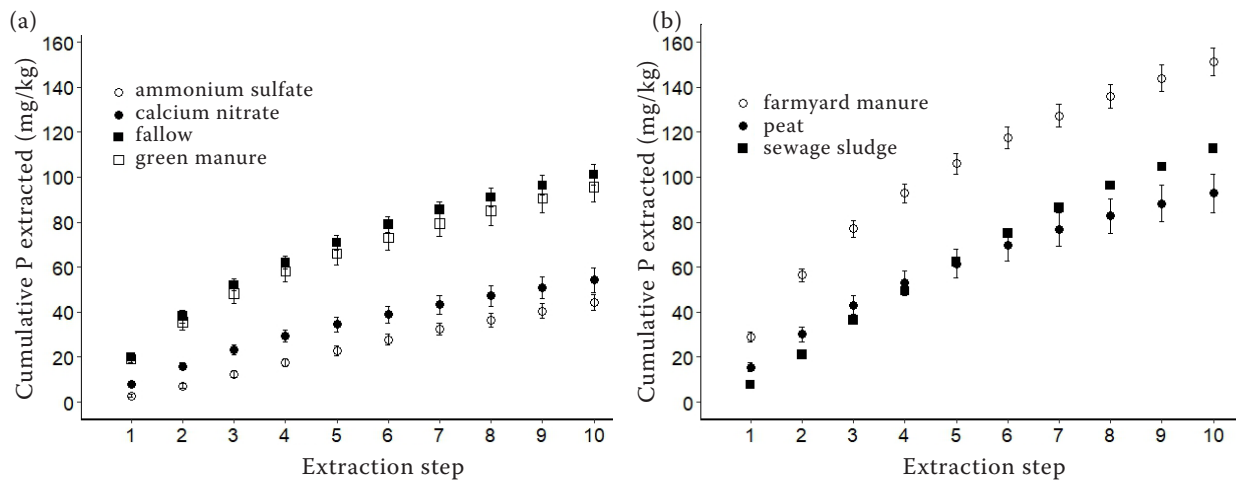 (a)
Cumulative P extracted (mg/kg)
160
140
120
100
80
60
40
20
0
ammonium sulfate
calcium nitrate
fallow
green manure
1 2 3 4 5 6 7 8 9 10
Extraction step
(b)
Cumulative P extracted (mg/kg)
160
140
120
100
80
60
40
20
0
farmyard manure
peat
sewage sludge
1 2 3 4 5 6 7 8 9 10
Extraction step